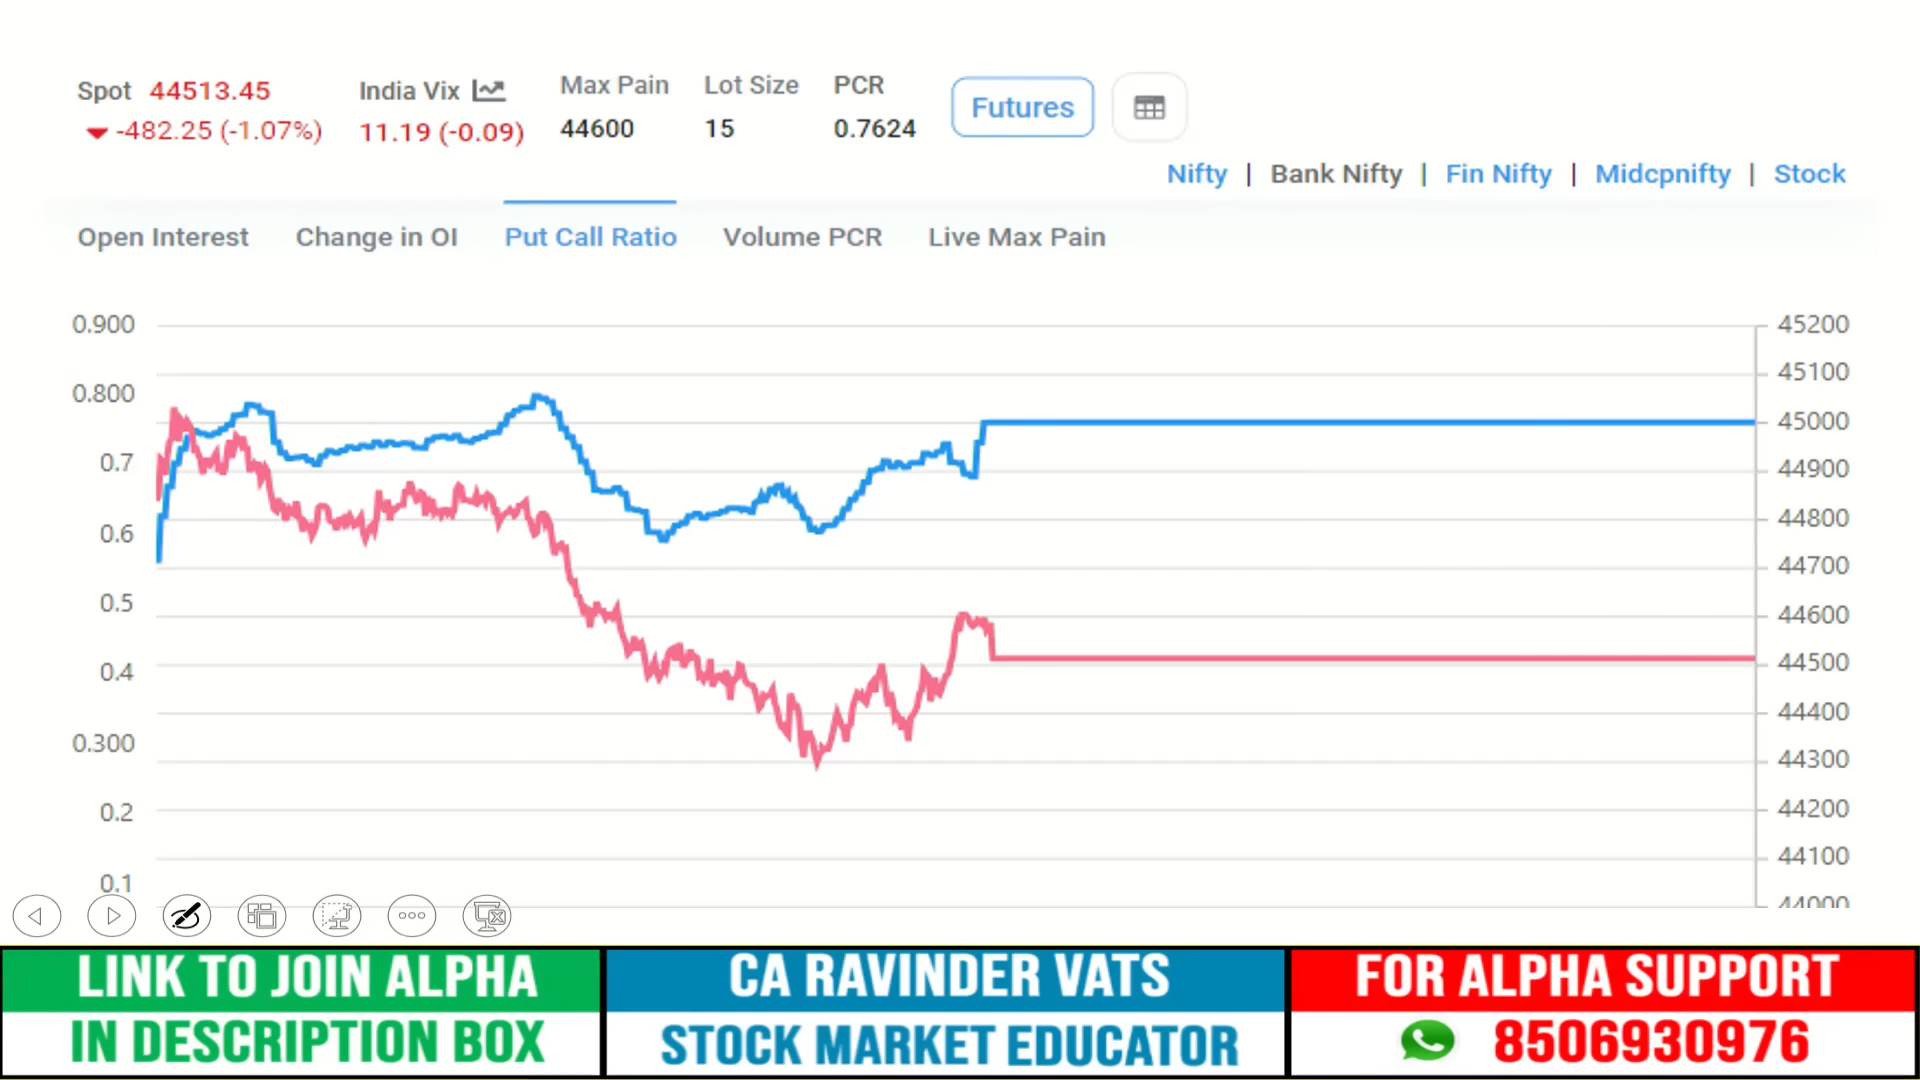 Spot 44513.45
-482.25 (-1.07%)
India Vix
11.19 (-0.09)
Max Pain
44600
Lot Size
15
PCR
0.7624
Futures
Nifty | Bank Nifty | Fin Nifty | Midcpnifty | Stock
Open Interest Change in OI Put Call Ratio Volume PCR Live Max Pain
0.900
0.800
0.7
0.6
0.5
0.4
0.300
0.2
0.1
45200
45100
45000
44900
44800
44700
44600
44500
44400
44300
44200
44100
44000
LINK TO JOIN ALPHA
IN DESCRIPTION BOX
CA RAVINDER VATS
STOCK MARKET EDUCATOR
FOR ALPHA SUPPORT
8506930976